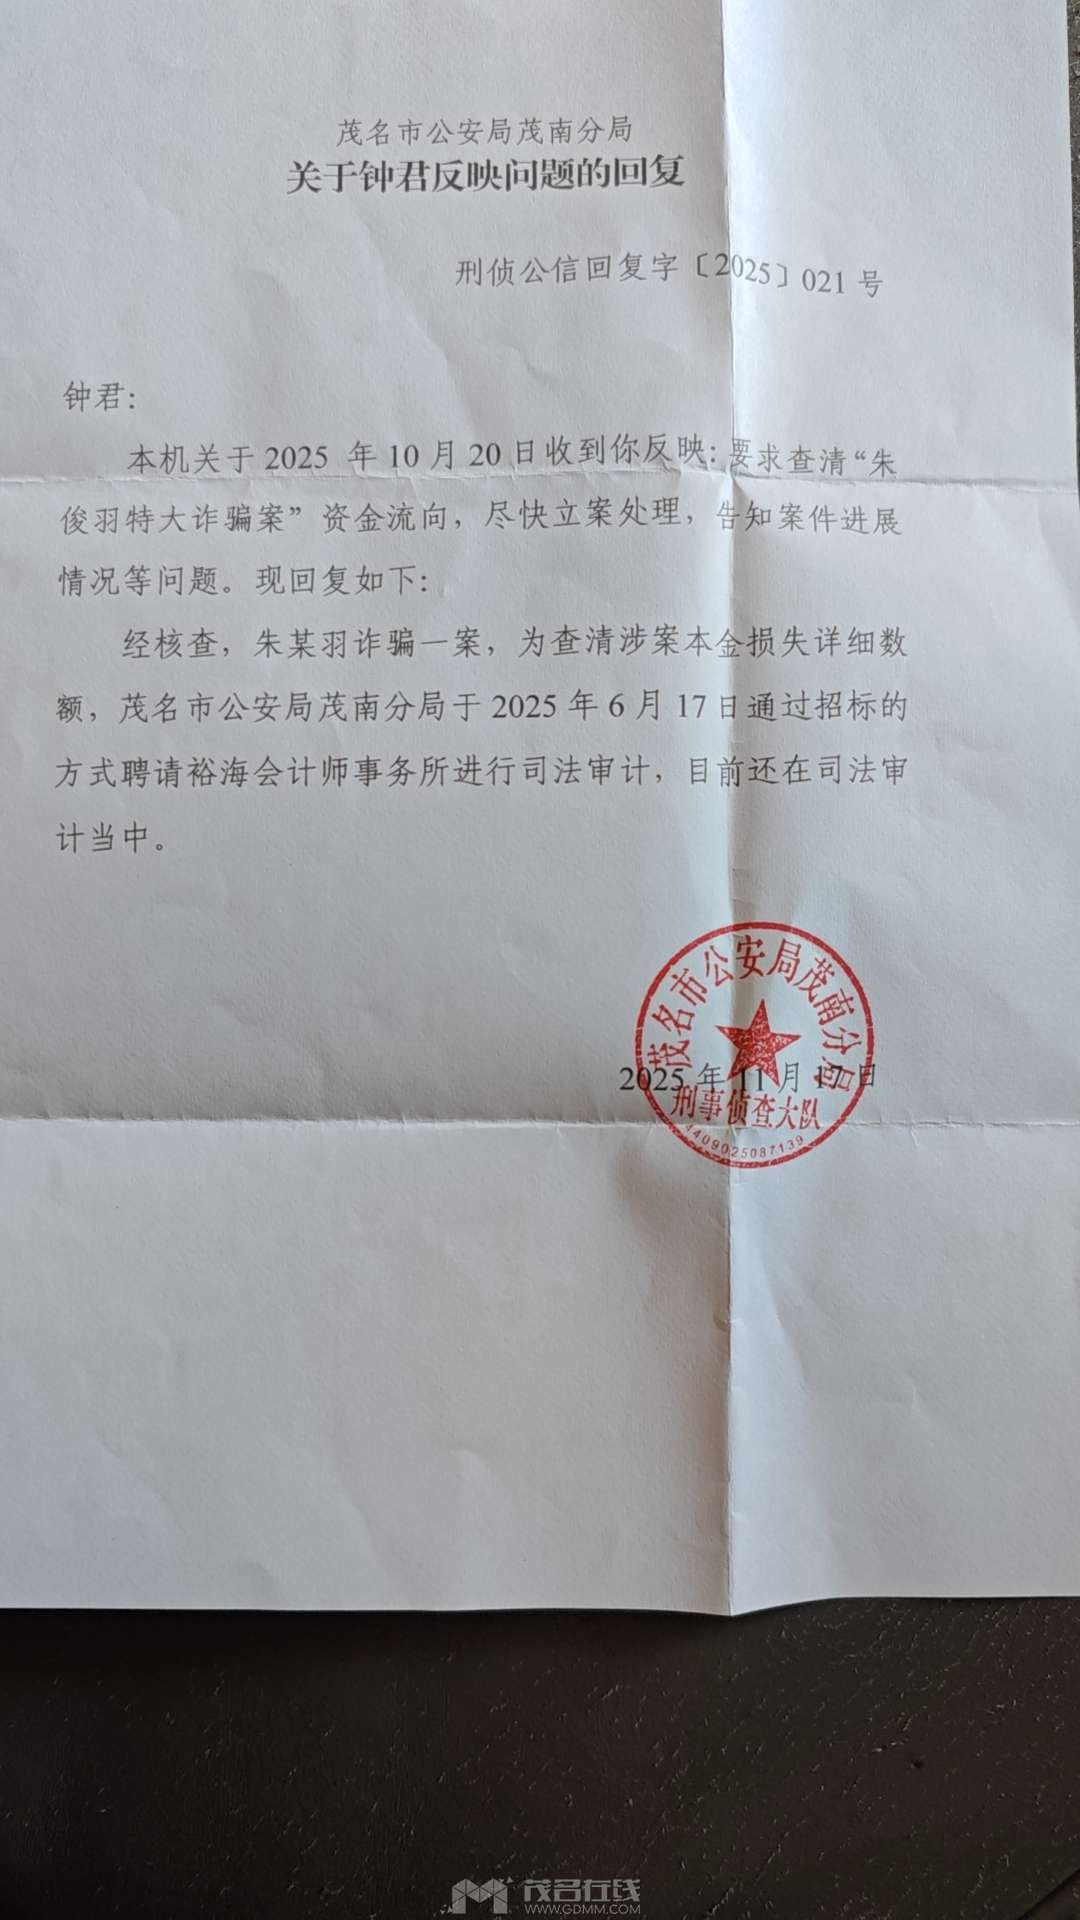 茂名市公安局茂南分局
关于钟君反映问题的回复
刑侦公信回复字〔2025〕021号
钟君:
本机关于2025 年10月20日收到你反映:要求查清“朱
俊羽特大诈骗案”资金流向，尽快立案处理，告知案件进展
情况等问题。现回复如下:
经核查，朱某羽诈骗一案，为查清涉案本金损失详细数
额，茂名市公安局茂南分局于2025年6月17日通过招标的
方式聘请裕海会计师事务所进行司法审计，目前还在司法审
计当中。
茂名市公安局茂南分局
2025年11月17日
刑事侦查大队
4409025087139
茂名在线
WWW.GDMM.COM